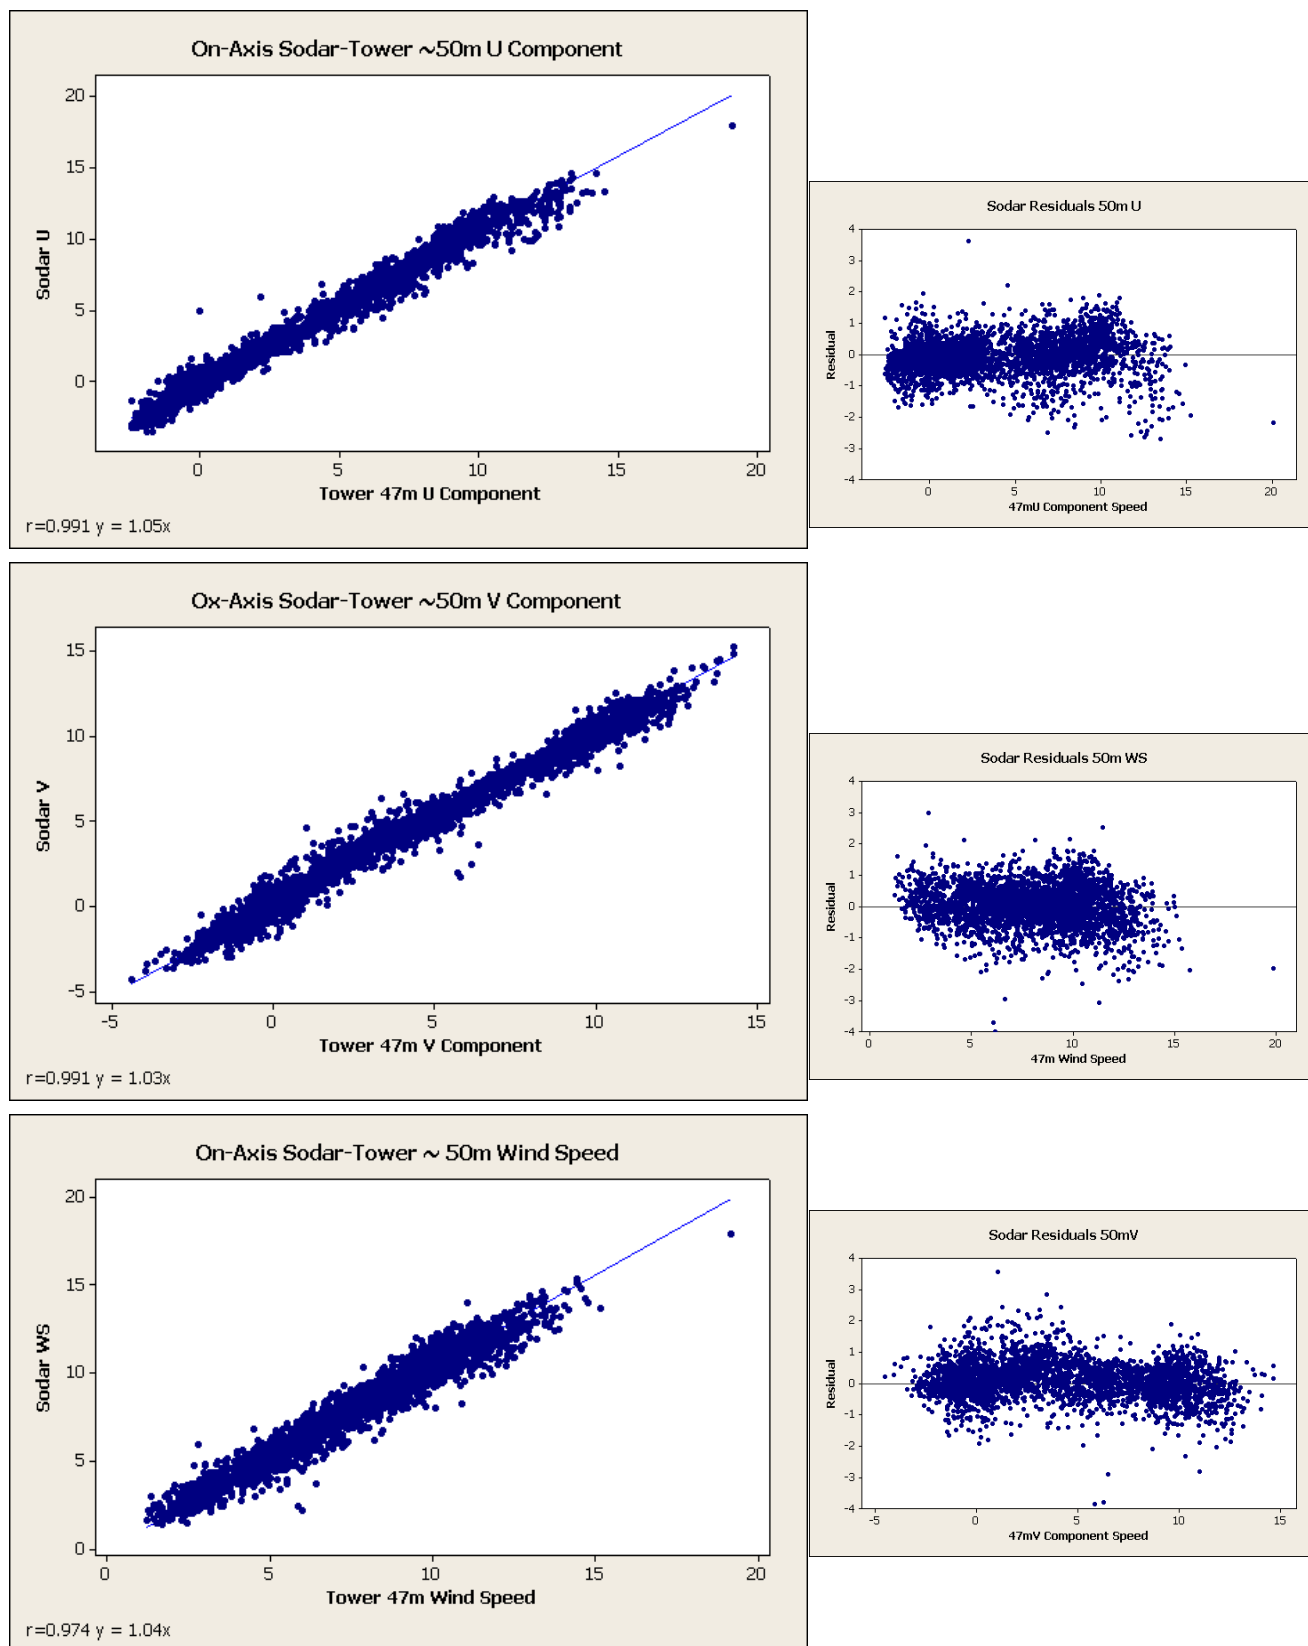 On-Axis Sodar-Tower ~50m U Component
20
15
10
5
0
Sodar U
0 5 10 15 20
Tower 47m U Component
r=0.991 y = 1.05x
Sodar Residuals 50m U
4
3
2
1
0
-1
-2
-3
-4
Residual
0 5 10 15 20
47mU Component Speed
Ox-Axis Sodar-Tower ~50m V Component
15
10
5
0
-5
Sodar V
-5 0 5 10 15
Tower 47m V Component
r=0.991 y = 1.03x
Sodar Residuals 50m WS
4
3
2
1
0
-1
-2
-3
-4
Residual
0 5 10 15 20
47m Wind Speed
On-Axis Sodar-Tower ~ 50m Wind Speed
20
15
10
5
0
Sodar WS
0 5 10 15 20
Tower 47m Wind Speed
r=0.974 y = 1.04x
Sodar Residuals 50mV
4
3
2
1
0
-1
-2
-3
-4
Residual
-5 0 5 10 15
47mV Component Speed